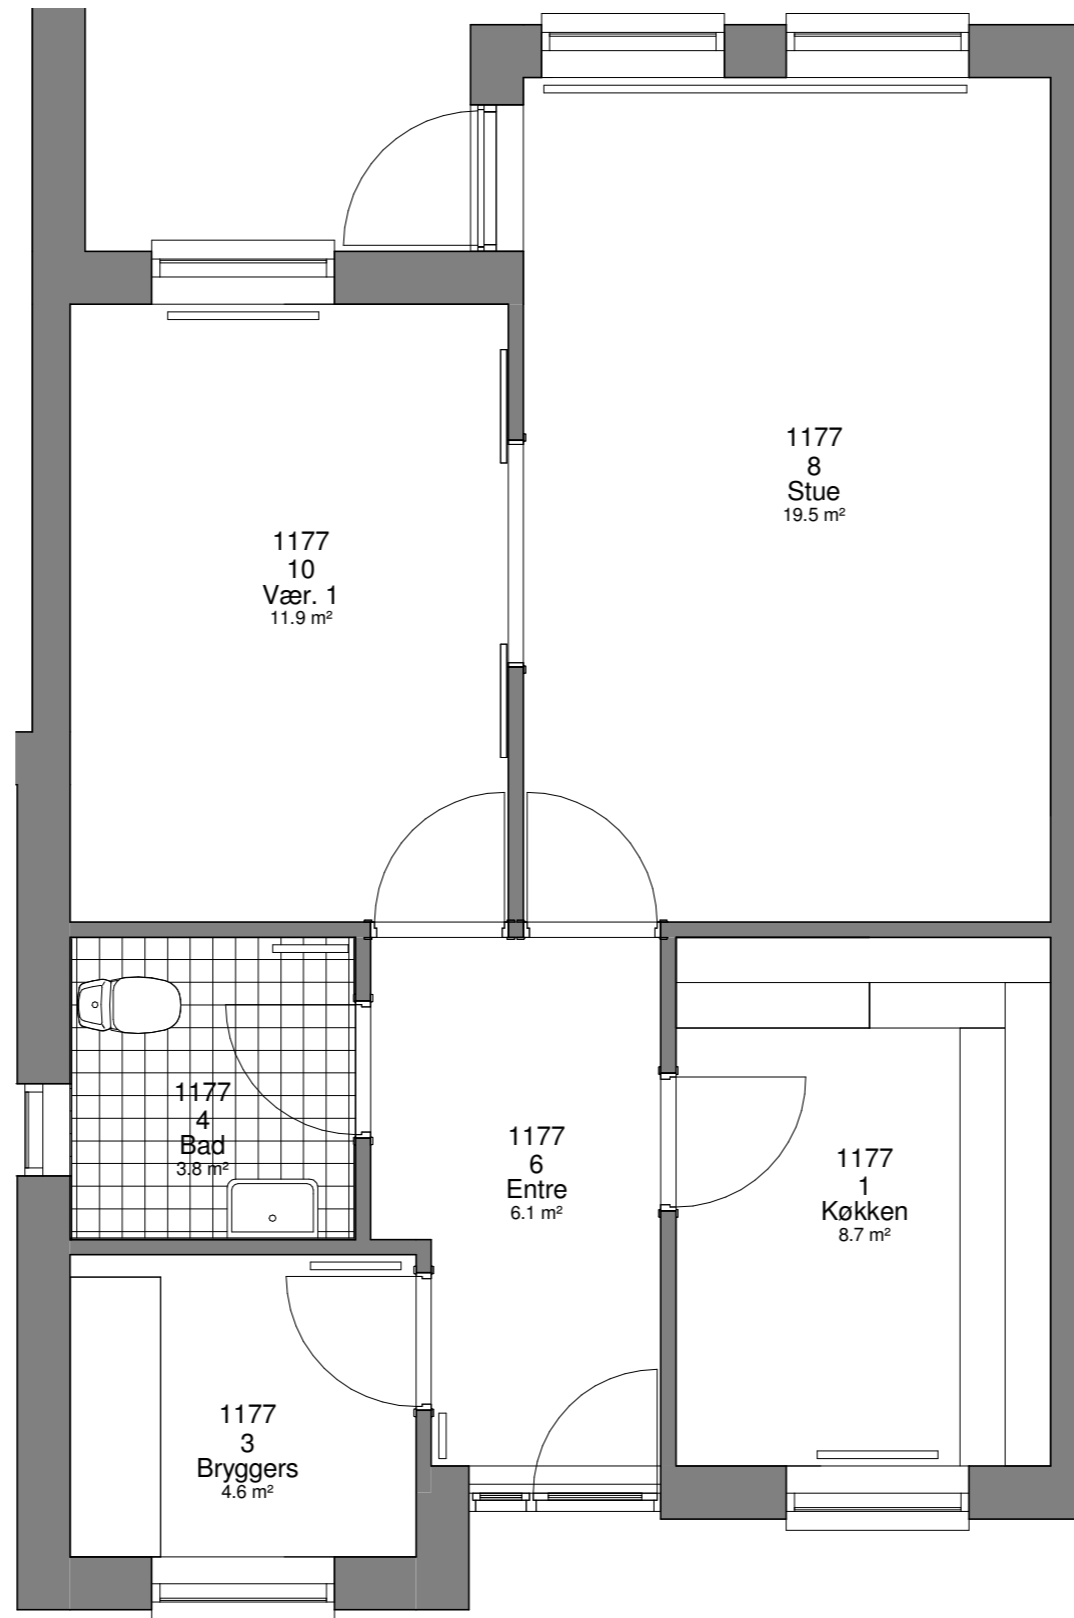 1177
8
Stue
19.5 m²
1177
10
Vær. 1
11.9 m²
1177
4
Bad
3.8 m²
1177
6
Entre
6.1 m²
1177
1
Køkken
8.7 m²
1177
3
Bryggers
4.6 m²